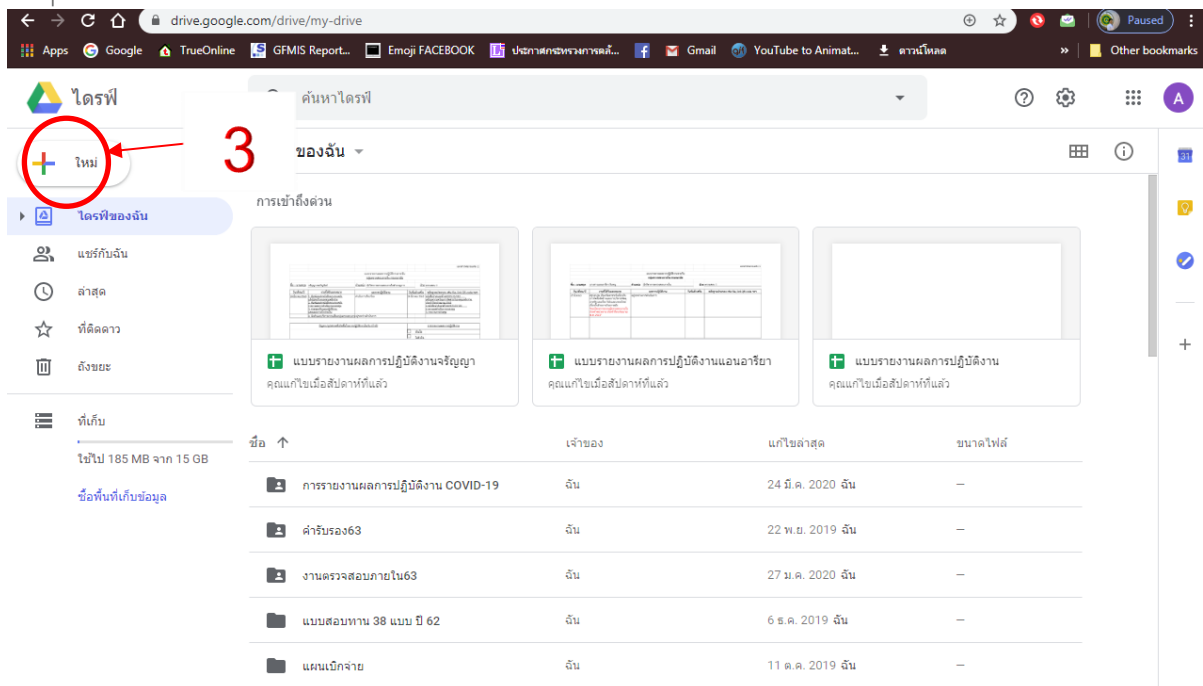 drive.google.com/drive/my-drive
Paused
Apps Google TrueOnline GFMIS Report... Emoji FACEBOOK ประกาศกระทรวงการคลั... Gmail YouTube to Animat... ดาวน์โหลด » Other bookmarks
ไดรฟ์
ค้นหาไดรฟ์
A
3
ใหม่
ของฉัน
31
ไดรฟ์ของฉัน
การเข้าถึงด่วน
แชร์กับฉัน
ล่าสุด
ที่ติดดาว
ถังขยะ
แบบรายงานผลการปฏิบัติงานจรัญญา
คุณแก้ไขเมื่อสัปดาห์ที่แล้ว
แบบรายงานผลการปฏิบัติงานแอนอารียา
คุณแก้ไขเมื่อสัปดาห์ที่แล้ว
แบบรายงานผลการปฏิบัติงาน
คุณแก้ไขเมื่อสัปดาห์ที่แล้ว
ที่เก็บ
ใช้ไป 185 MB จาก 15 GB
ซื้อพื้นที่เก็บข้อมูล
ชื่อ เจ้าของ แก้ไขล่าสุด ขนาดไฟล์
การรายงานผลการปฏิบัติงาน COVID-19 ฉัน 24 มี.ค. 2020 ฉัน —
คำรับรอง63 ฉัน 22 พ.ย. 2019 ฉัน —
งานตรวจสอบภายใน63 ฉัน 27 ม.ค. 2020 ฉัน —
แบบสอบทาน 38 แบบ ปี 62 ฉัน 6 ธ.ค. 2019 ฉัน —
แผนเบิกจ่าย ฉัน 11 ต.ค. 2019 ฉัน —